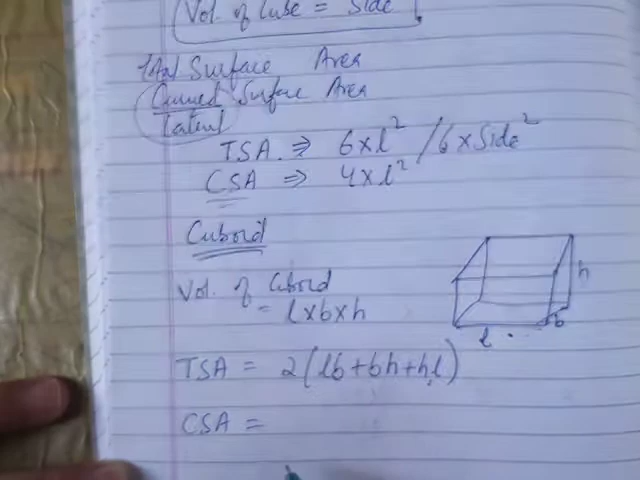 Vol. of Cube = Side
Total Surface Area
Curved Surface Area
Lateral
TSA. ⇒ 6×l² / 6×Side²
CSA ⇒ 4×l²
Cuboid
Vol. of Cuboid
= l×b×h
h
b
l
TSA = 2(lb+bh+h.l)
CSA =